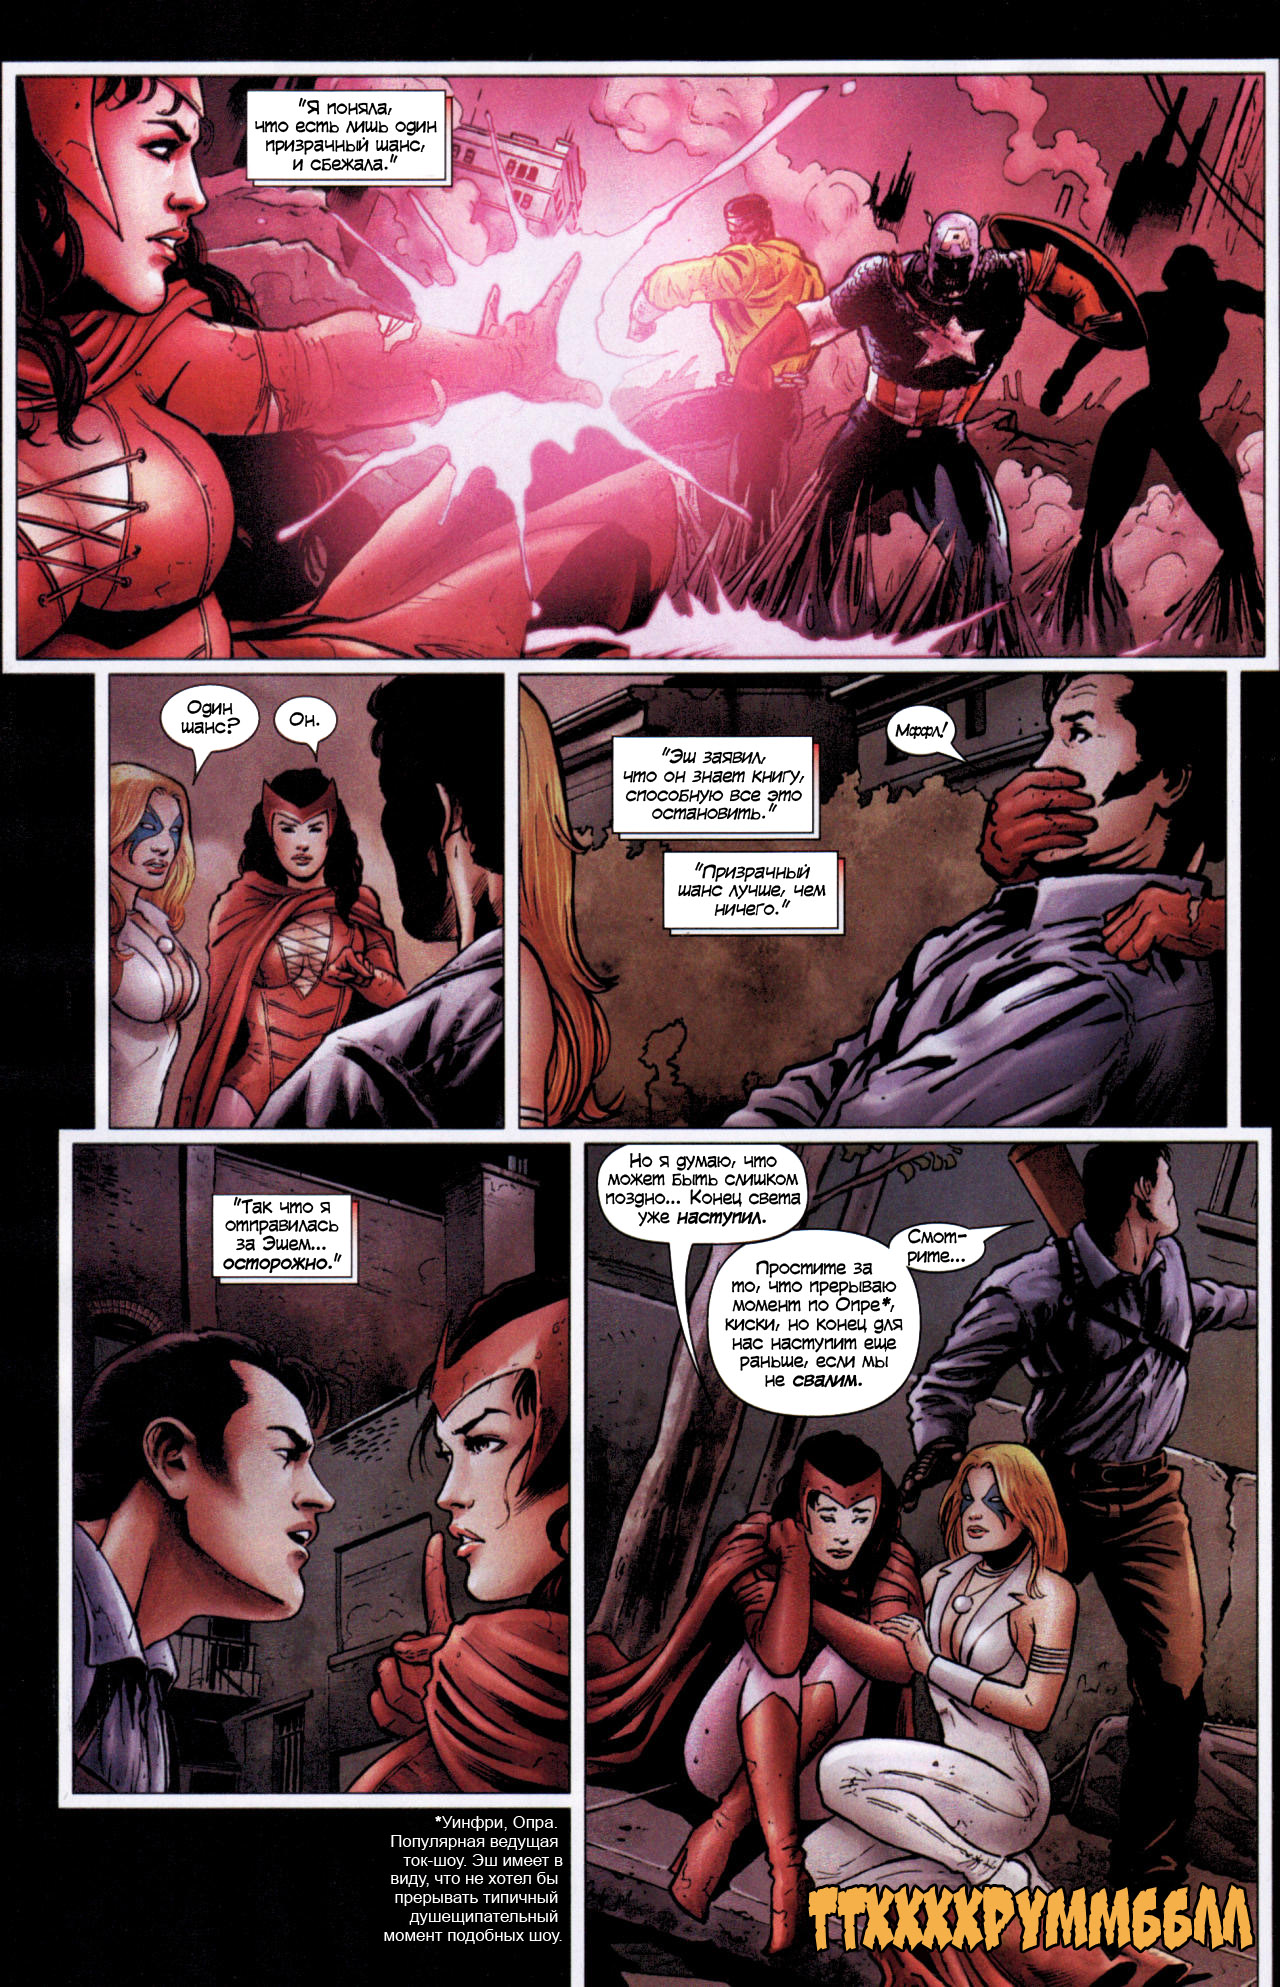 "Я поняла,
что есть лишь один
призрачный шанс,
и сбежала."
Один
шанс?
Он.
"Эш заявил,
что он знает книгу,
способную все это
остановить."
Мффл!
"Призрачный
шанс лучше, чем
ничего."
"Так что я
отправилась
за Эшем...
осторожно."
Но я думаю, что
может быть слишком
поздно... Конец света
уже наступил.
Простите за
то, что прерываю
момент по Опре*,
киски, но конец для
нас наступит еще
раньше, если мы
не свалим.
Смот-
рите...
*Уинфри, Опра.
Популярная ведущая
ток-шоу. Эш имеет в
виду, что не хотел бы
прерывать типичный
душещипательный
момент подобных шоу.
ТТХХХХРУММББЛЛ